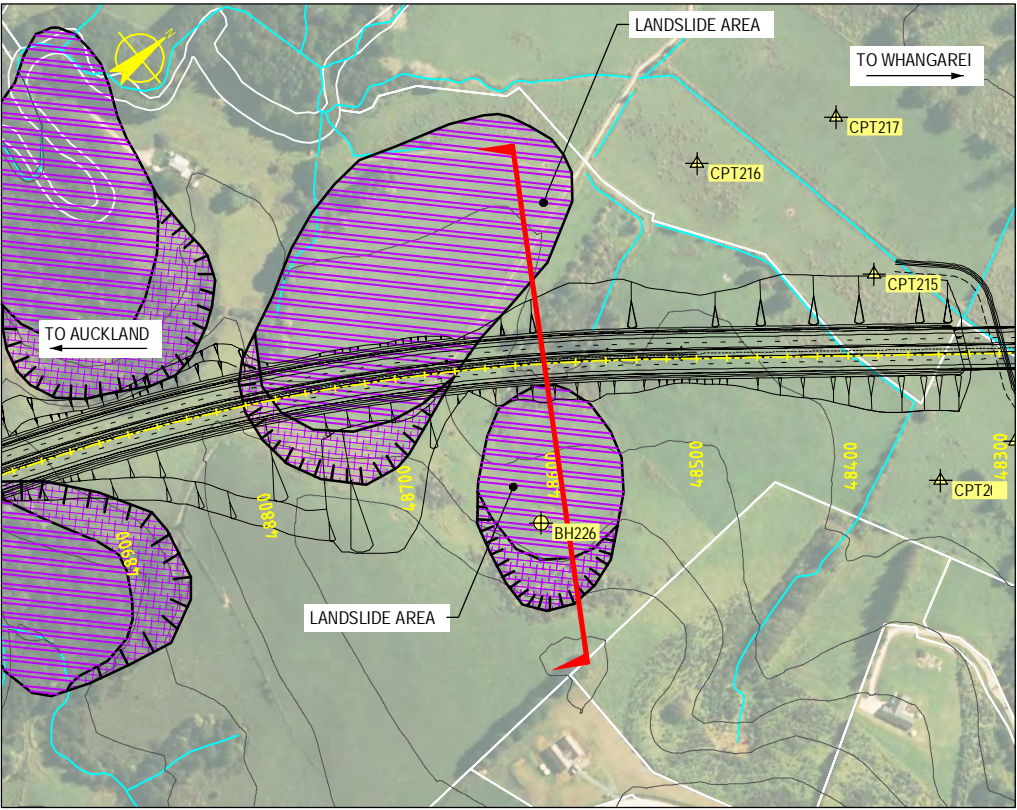 LANDSLIDE AREA
N
TO WHANGAREI
CPT217
CPT216
CPT215
TO AUCKLAND
48300
48400
48500
48600
48700
48800
48900
CPT2
BH226
LANDSLIDE AREA